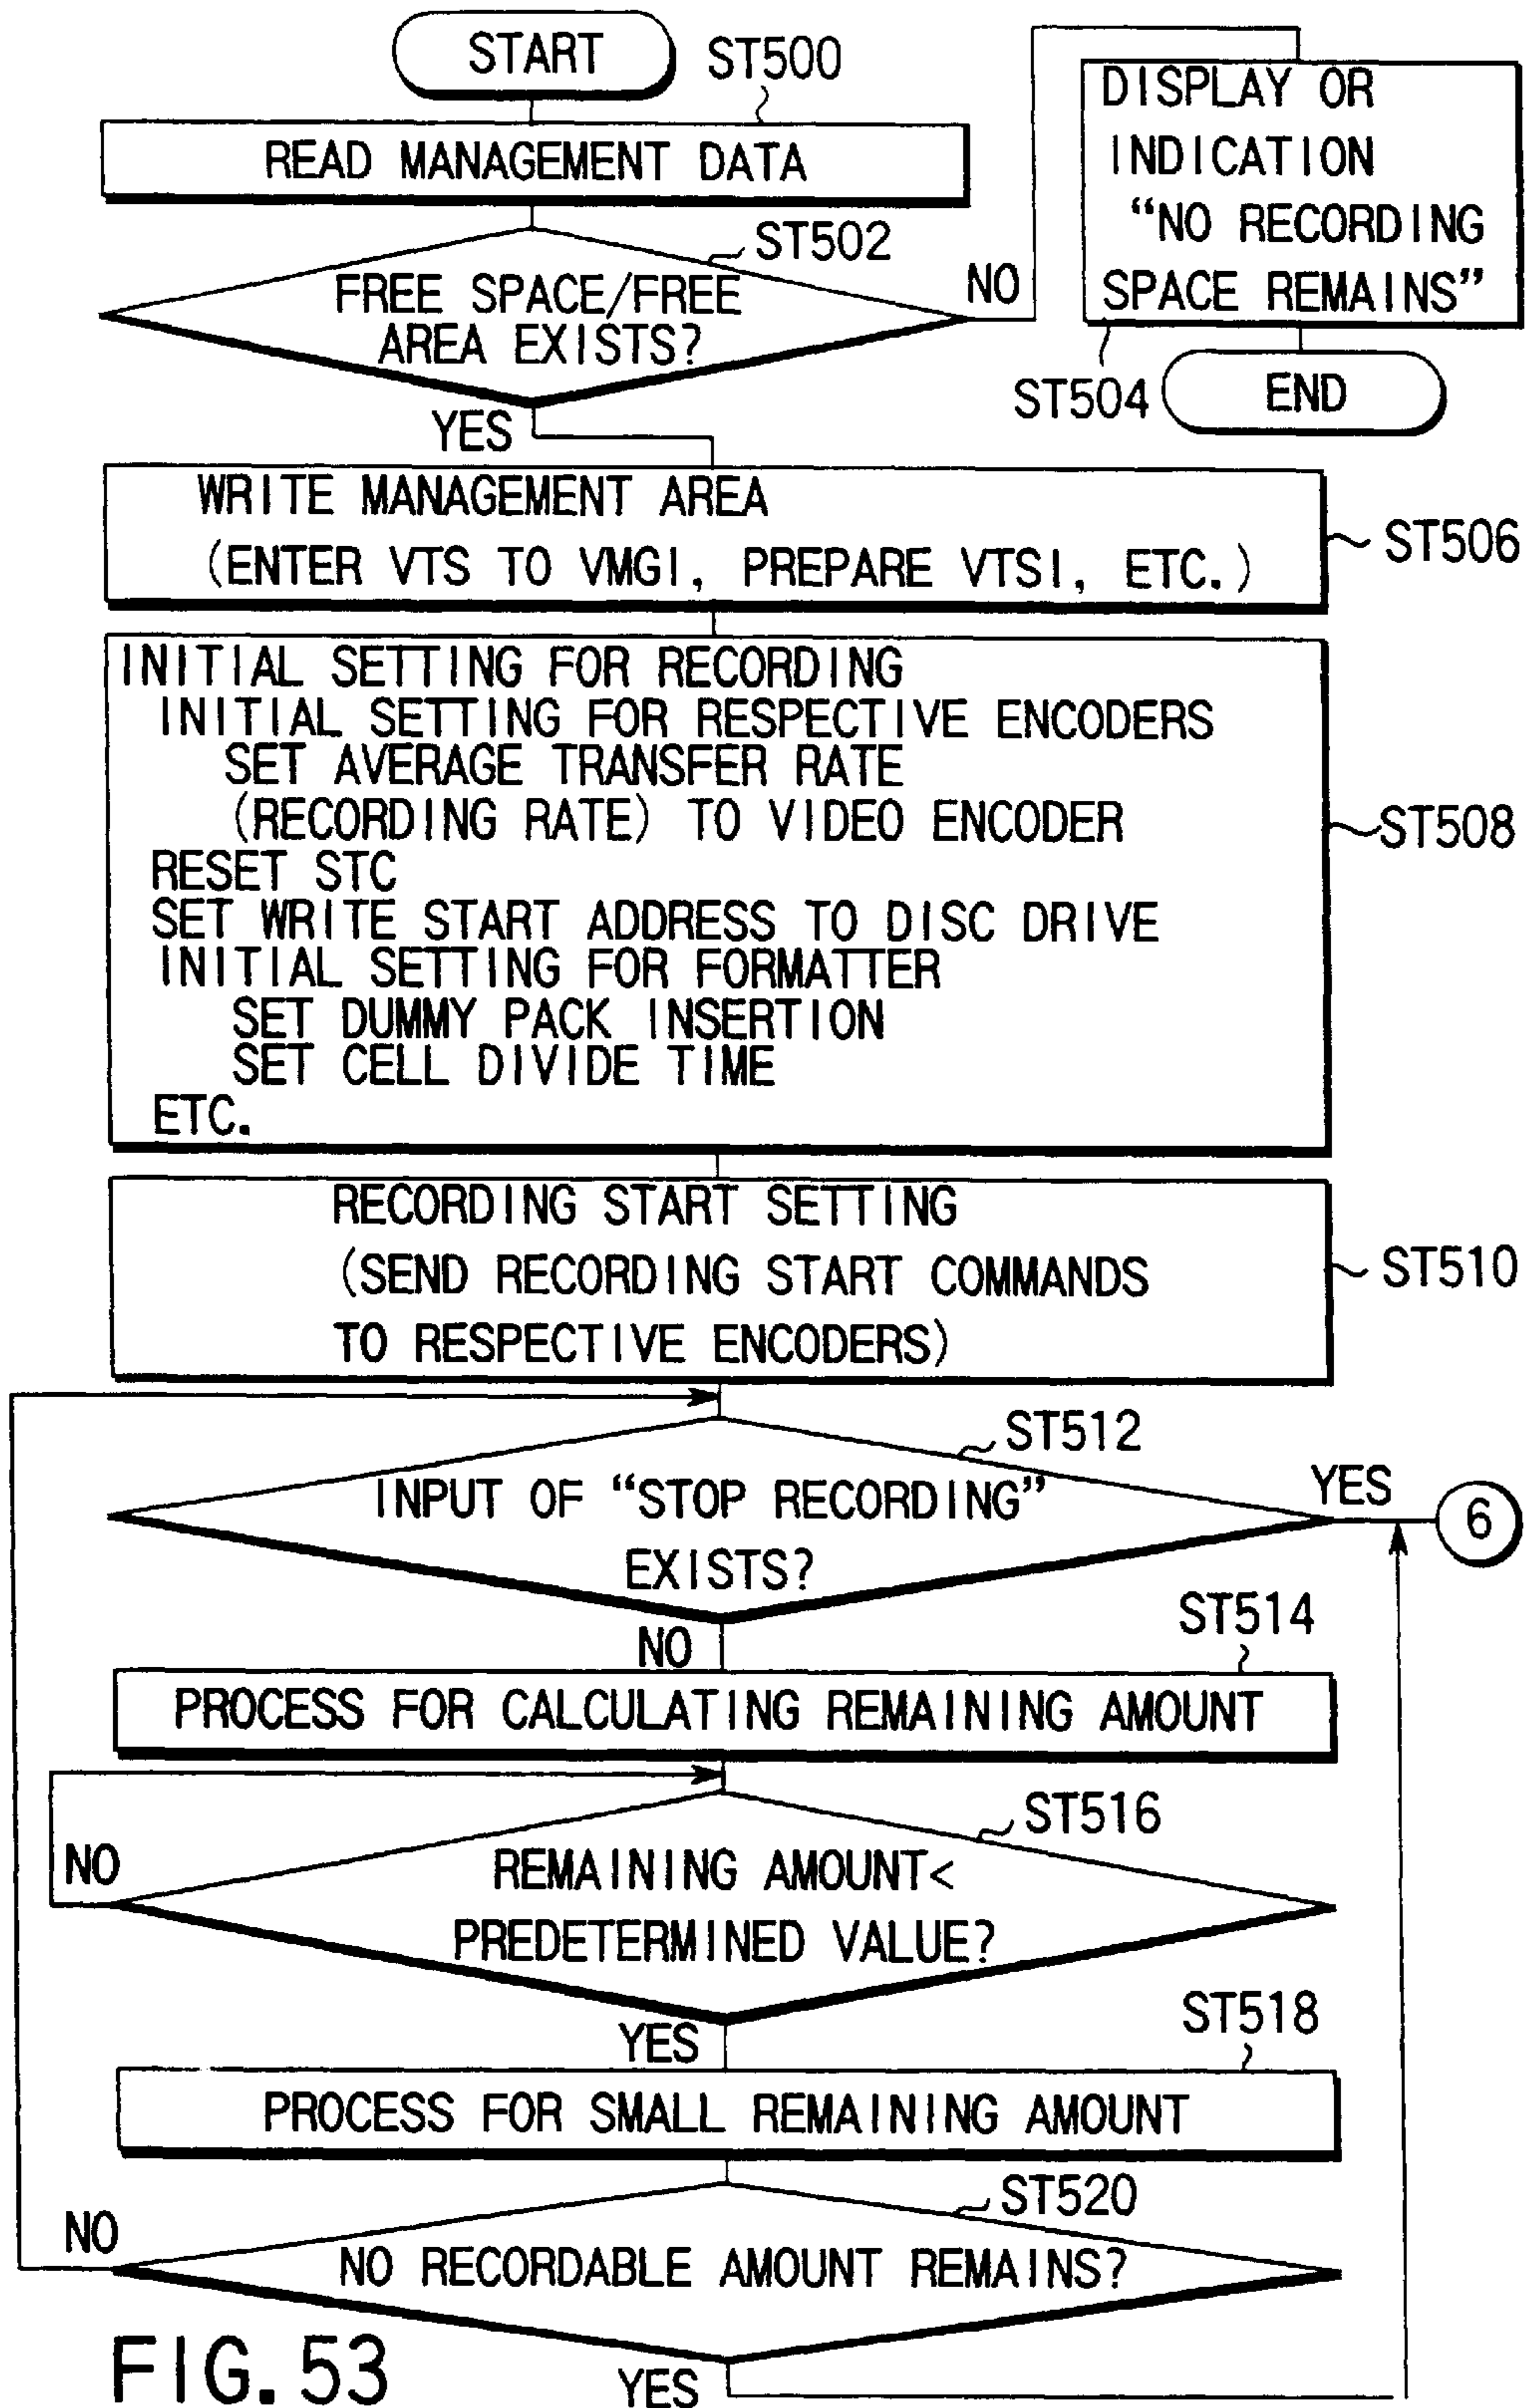 START
ST500
READ MANAGEMENT DATA
ST502
FREE SPACE/FREE
AREA EXISTS?
NO
DISPLAY OR
INDICATION
“NO RECORDING
SPACE REMAINS”
ST504
END
YES
WRITE MANAGEMENT AREA
(ENTER VTS TO VMGI, PREPARE VTSI, ETC.)
ST506
INITIAL SETTING FOR RECORDING
INITIAL SETTING FOR RESPECTIVE ENCODERS
SET AVERAGE TRANSFER RATE
(RECORDING RATE) TO VIDEO ENCODER
RESET STC
SET WRITE START ADDRESS TO DISC DRIVE
INITIAL SETTING FOR FORMATTER
SET DUMMY PACK INSERTION
SET CELL DIVIDE TIME
ETC.
ST508
RECORDING START SETTING
(SEND RECORDING START COMMANDS
TO RESPECTIVE ENCODERS)
ST510
ST512
INPUT OF “STOP RECORDING”
EXISTS?
YES
6
NO
ST514
PROCESS FOR CALCULATING REMAINING AMOUNT
ST516
NO
REMAINING AMOUNT<
PREDETERMINED VALUE?
YES
ST518
PROCESS FOR SMALL REMAINING AMOUNT
ST520
NO
NO RECORDABLE AMOUNT REMAINS?
YES
FIG. 53